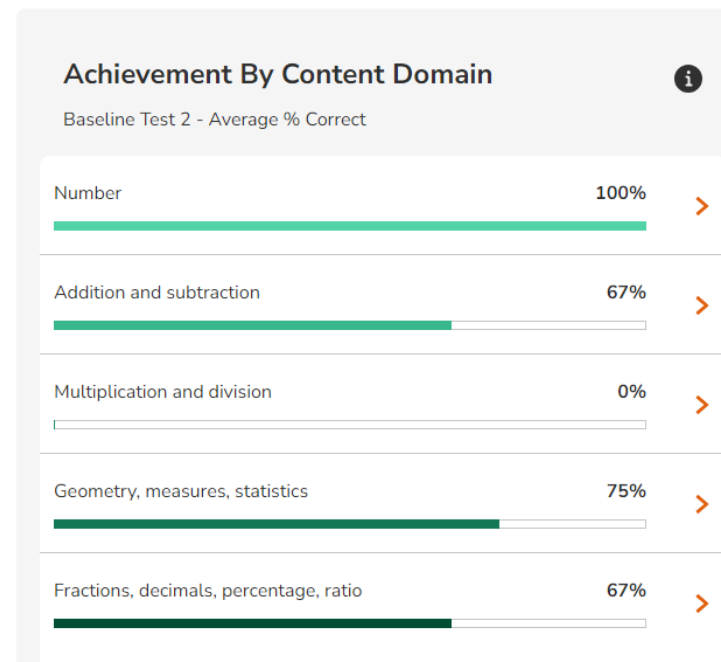 Achievement By Content Domain
Baseline Test 2 - Average % Correct
Number 100%
Addition and subtraction 67%
Multiplication and division 0%
Geometry, measures, statistics 75%
Fractions, decimals, percentage, ratio 67%